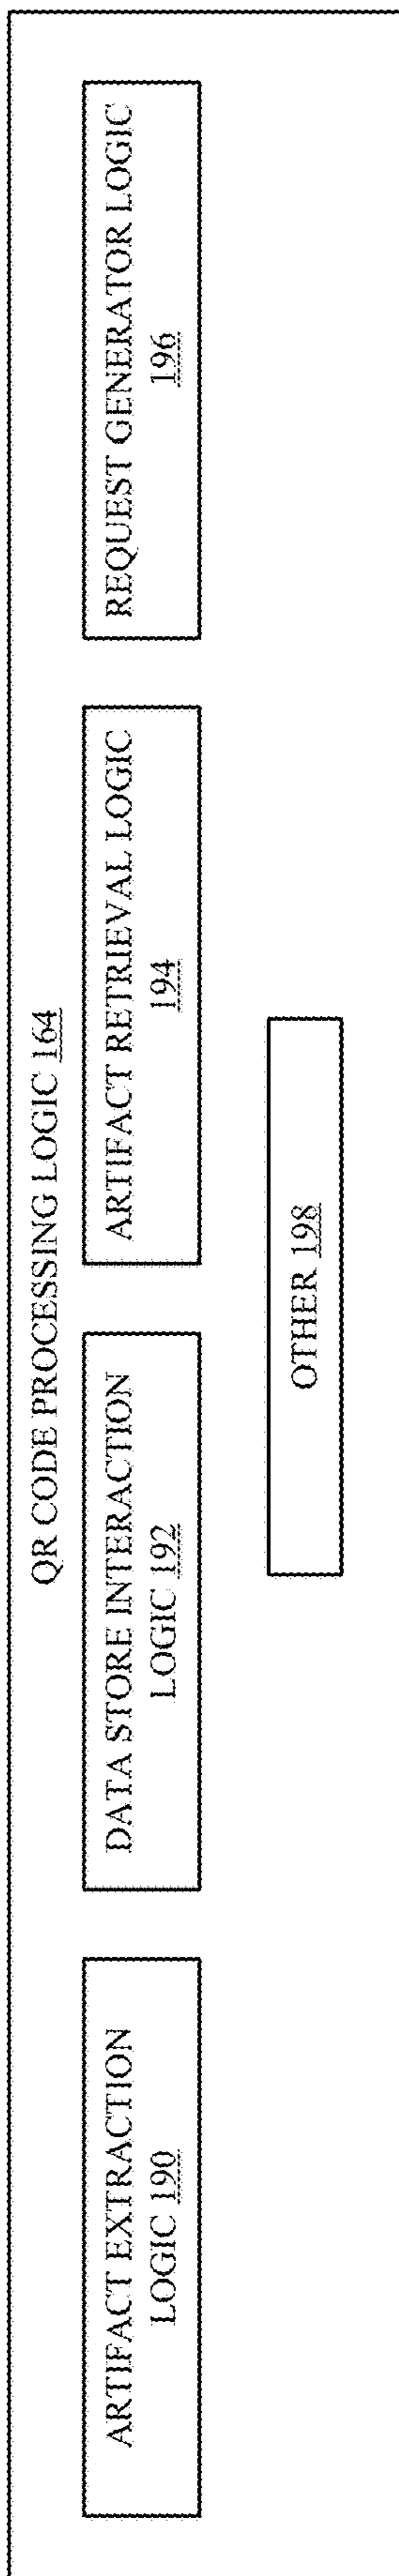 QR CODE PROCESSING LOGIC 164
ARTIFACT EXTRACTION
LOGIC 190
DATA STORE INTERACTION
LOGIC 192
ARTIFACT RETRIEVAL LOGIC
194
REQUEST GENERATOR LOGIC
196
OTHER 198